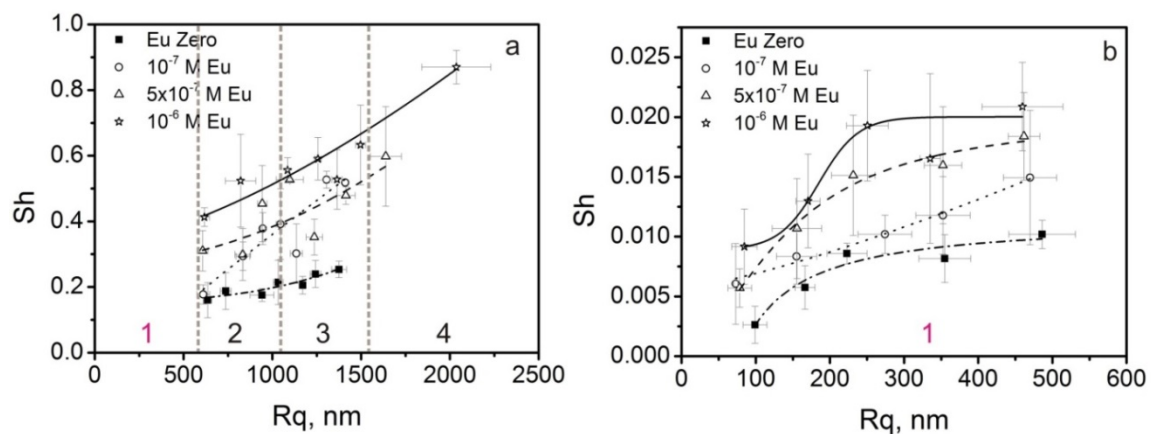 a
Eu Zero
10⁻⁷ M Eu
5x10⁻⁷ M Eu
10⁻⁶ M Eu
1.0
0.8
0.6
0.4
0.2
0.0
Sh
1 2 3 4
0 500 1000 1500 2000 2500
Rq, nm
b
Eu Zero
10⁻⁷ M Eu
5x10⁻⁷ M Eu
10⁻⁶ M Eu
0.025
0.020
0.015
0.010
0.005
0.000
Sh
1
0 100 200 300 400 500 600
Rq, nm